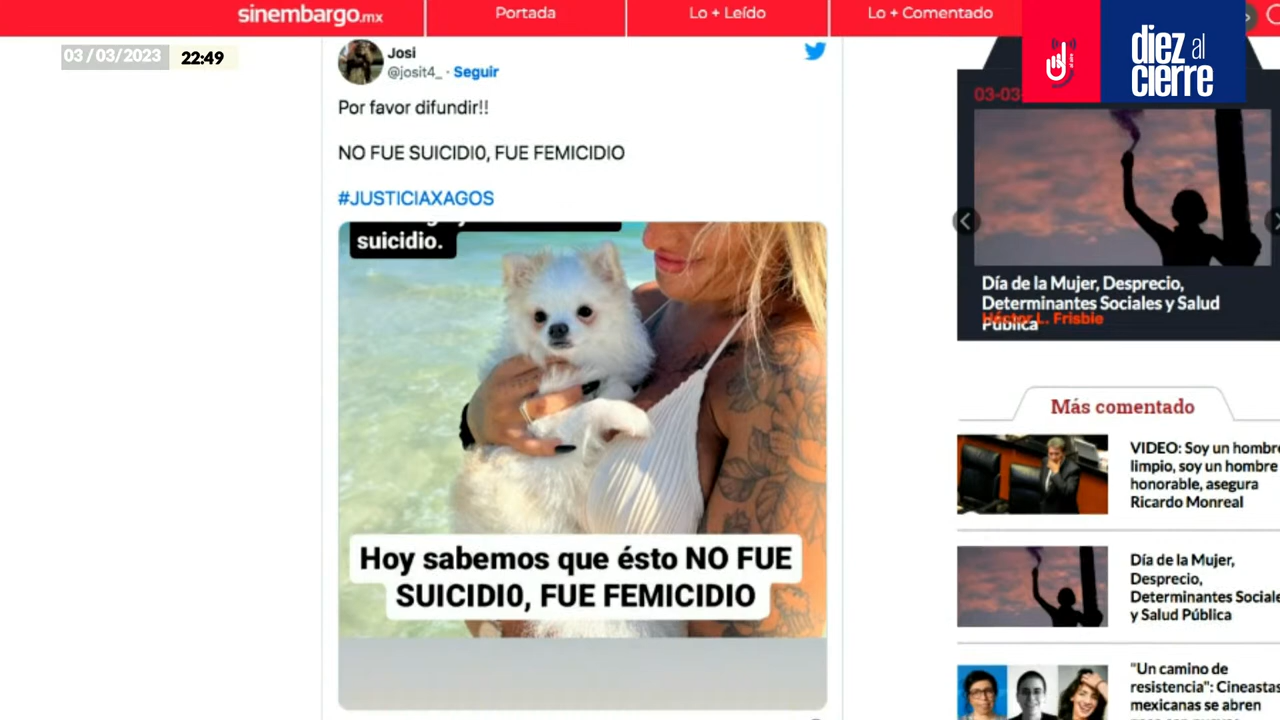 sinembargo.mx
Portada
Lo + Leído
Lo + Comentado
diez al
cierre
03/03/2023 22:49
Josi
@josit4_ · Seguir
Por favor difundir!!
NO FUE SUICIDI0, FUE FEMICIDIO
#JUSTICIAXAGOS
suicidio.
Hoy sabemos que ésto NO FUE
SUICIDI0, FUE FEMICIDIO
03-03
Día de la Mujer, Desprecio,
Determinantes Sociales y Salud
Pública
Héctor L. Frisbie
Más comentado
VIDEO: Soy un hombre
limpio, soy un hombre
honorable, asegura
Ricardo Monreal
Día de la Mujer,
Desprecio,
Determinantes Sociale
y Salud Pública
"Un camino de
resistencia": Cineastas
mexicanas se abren